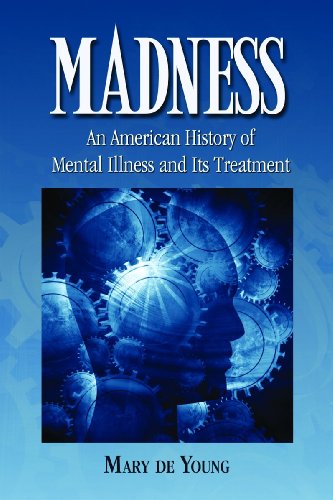 MADNESS
An American History of
Mental Illness and Its Treatment
MARY DE YOUNG